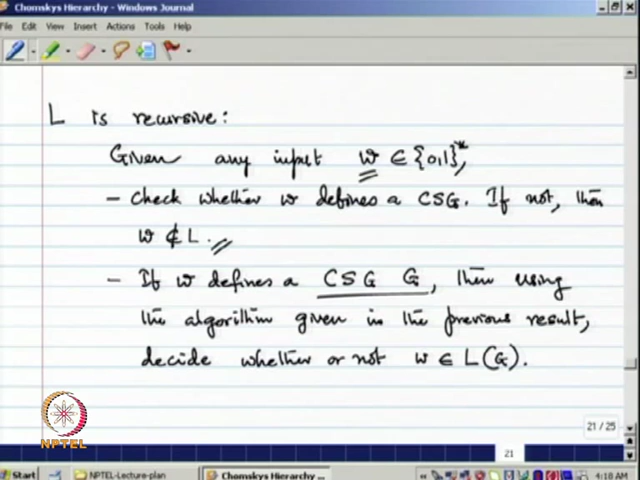 Chomskys Hierarchy - Windows Journal
File Edit View Insert Actions Tools Help
L is recursive:
Given any input w ∈ {0,1}*,
- Check whether w defines a CSG. If not, then
w ∉ L.
- If w defines a CSG G, then using
the algorithm given in the previous result,
decide whether or not w ∈ L(G).
NPTEL
21 / 25
21
Start NPTEL-Lecture-plan Chomskys Hierarchy - ... 4:18 AM